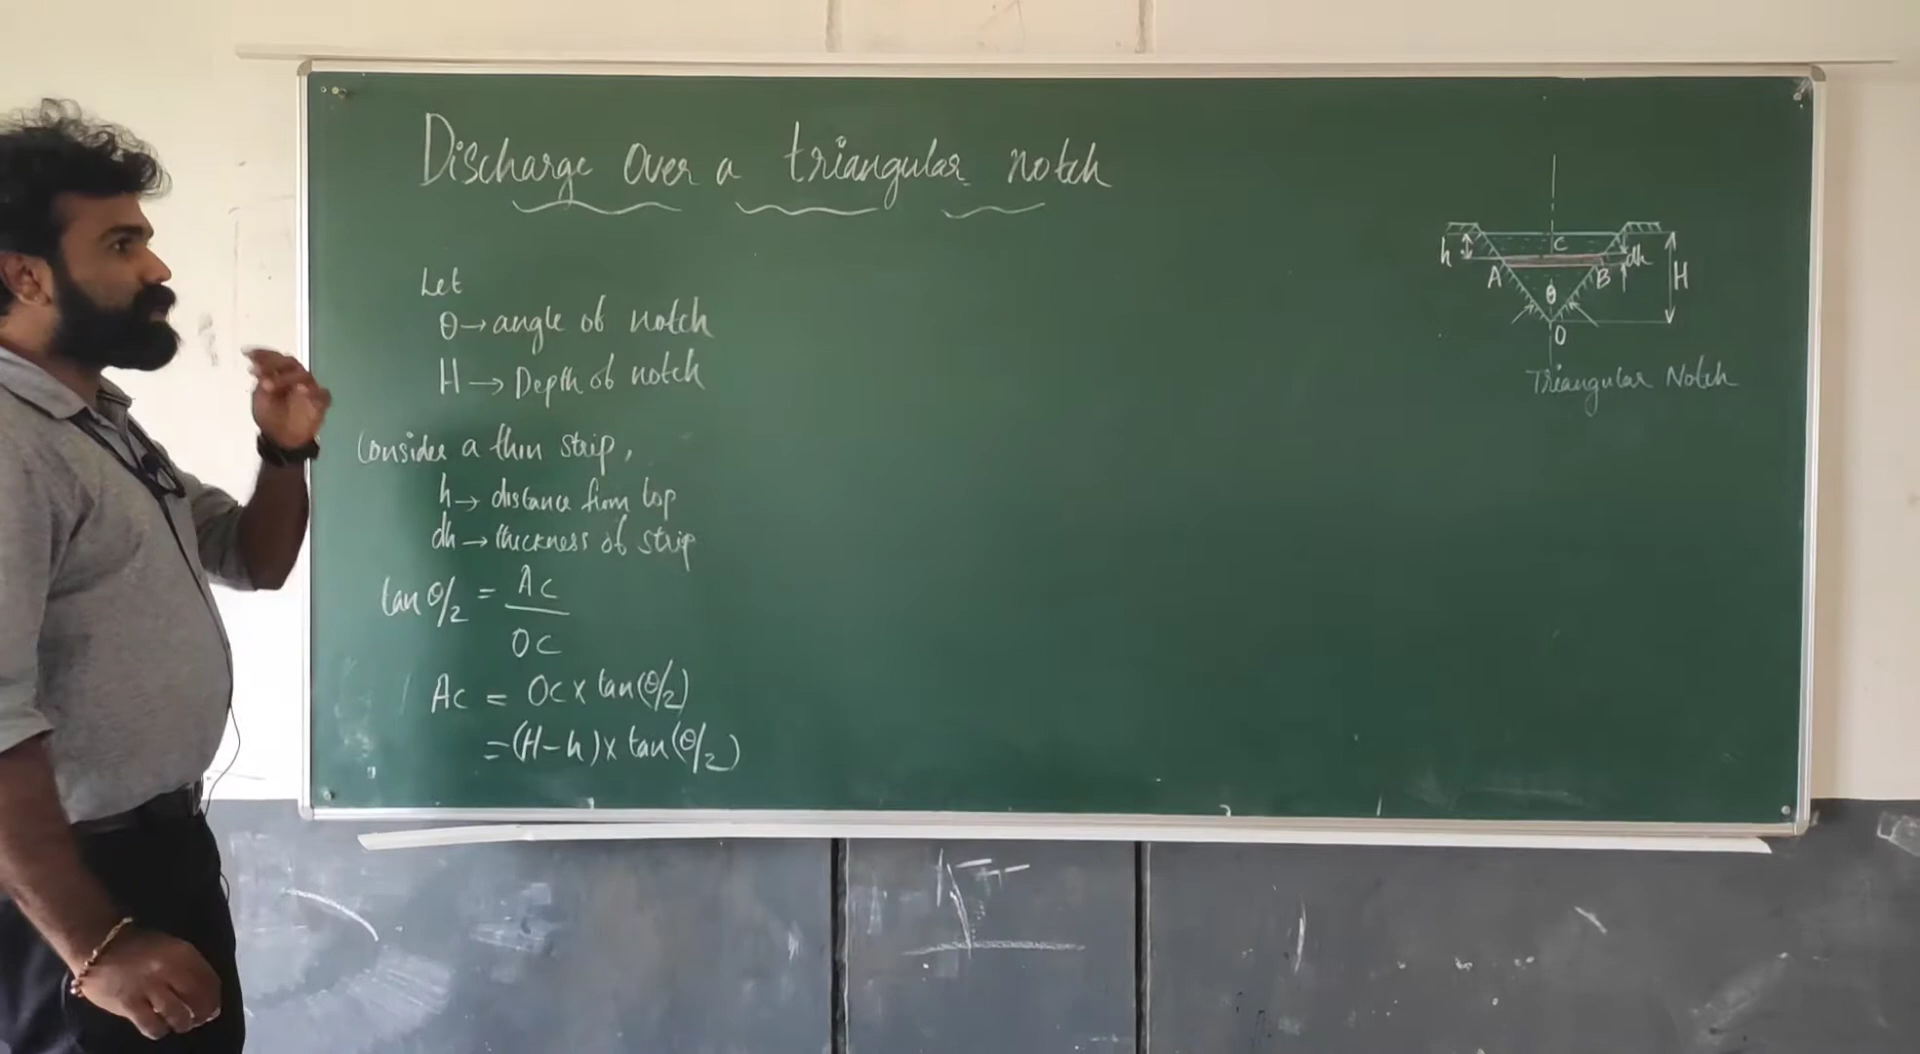 Discharge over a triangular notch
Let
θ→angle of notch
H→Depth of notch
Consider a thin strip,
h→ distance from top
dh→thickness of strip
tan θ/2 = AC
OC
AC = OC x tan(θ/2)
=(H-h)x tan(θ/2)
C
h
dh
A
B
H
θ
O
Triangular Notch